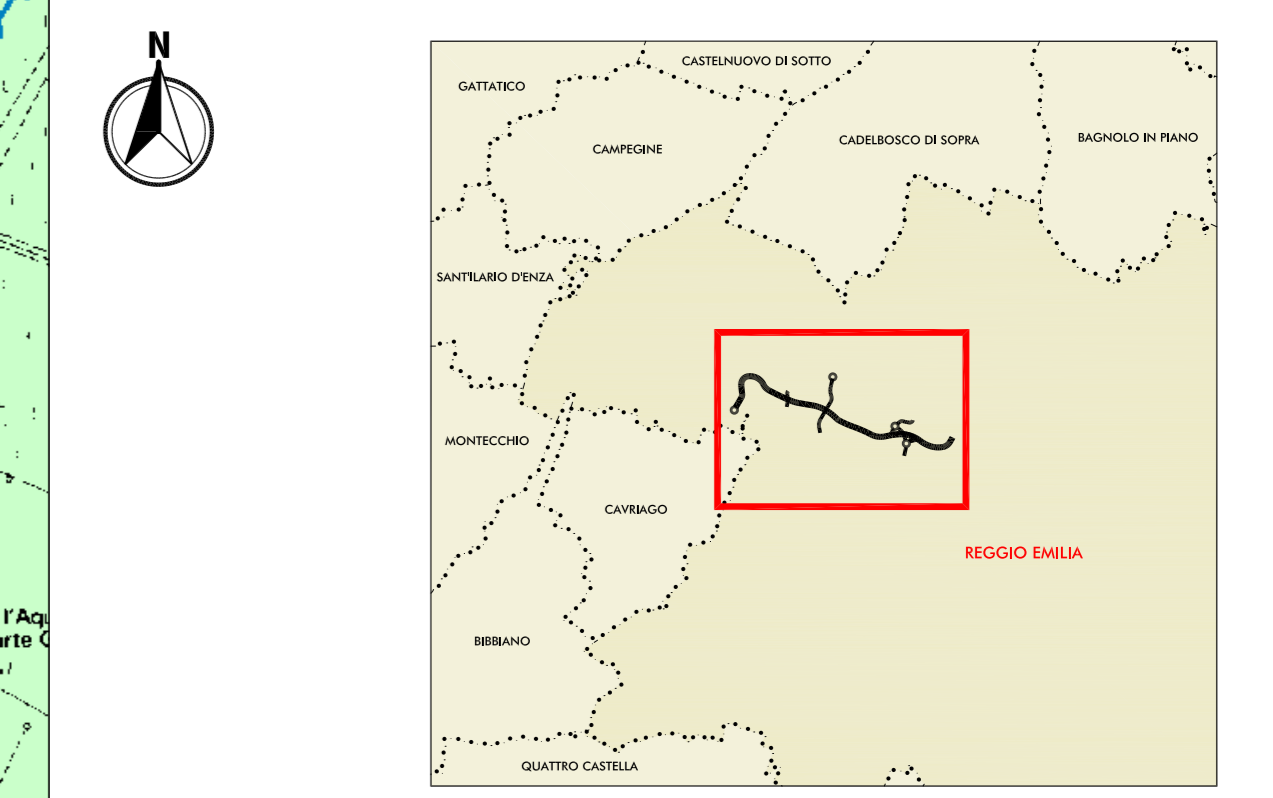 N
CASTELNUOVO DI SOTTO
GATTATICO
CAMPEGINE
CADELBOSCO DI SOPRA
BAGNOLO IN PIANO
SANT'ILARIO D'ENZA
MONTECCHIO
CAVRIAGO
REGGIO EMILIA
BIBBIANO
QUATTRO CASTELLA
l'Aq